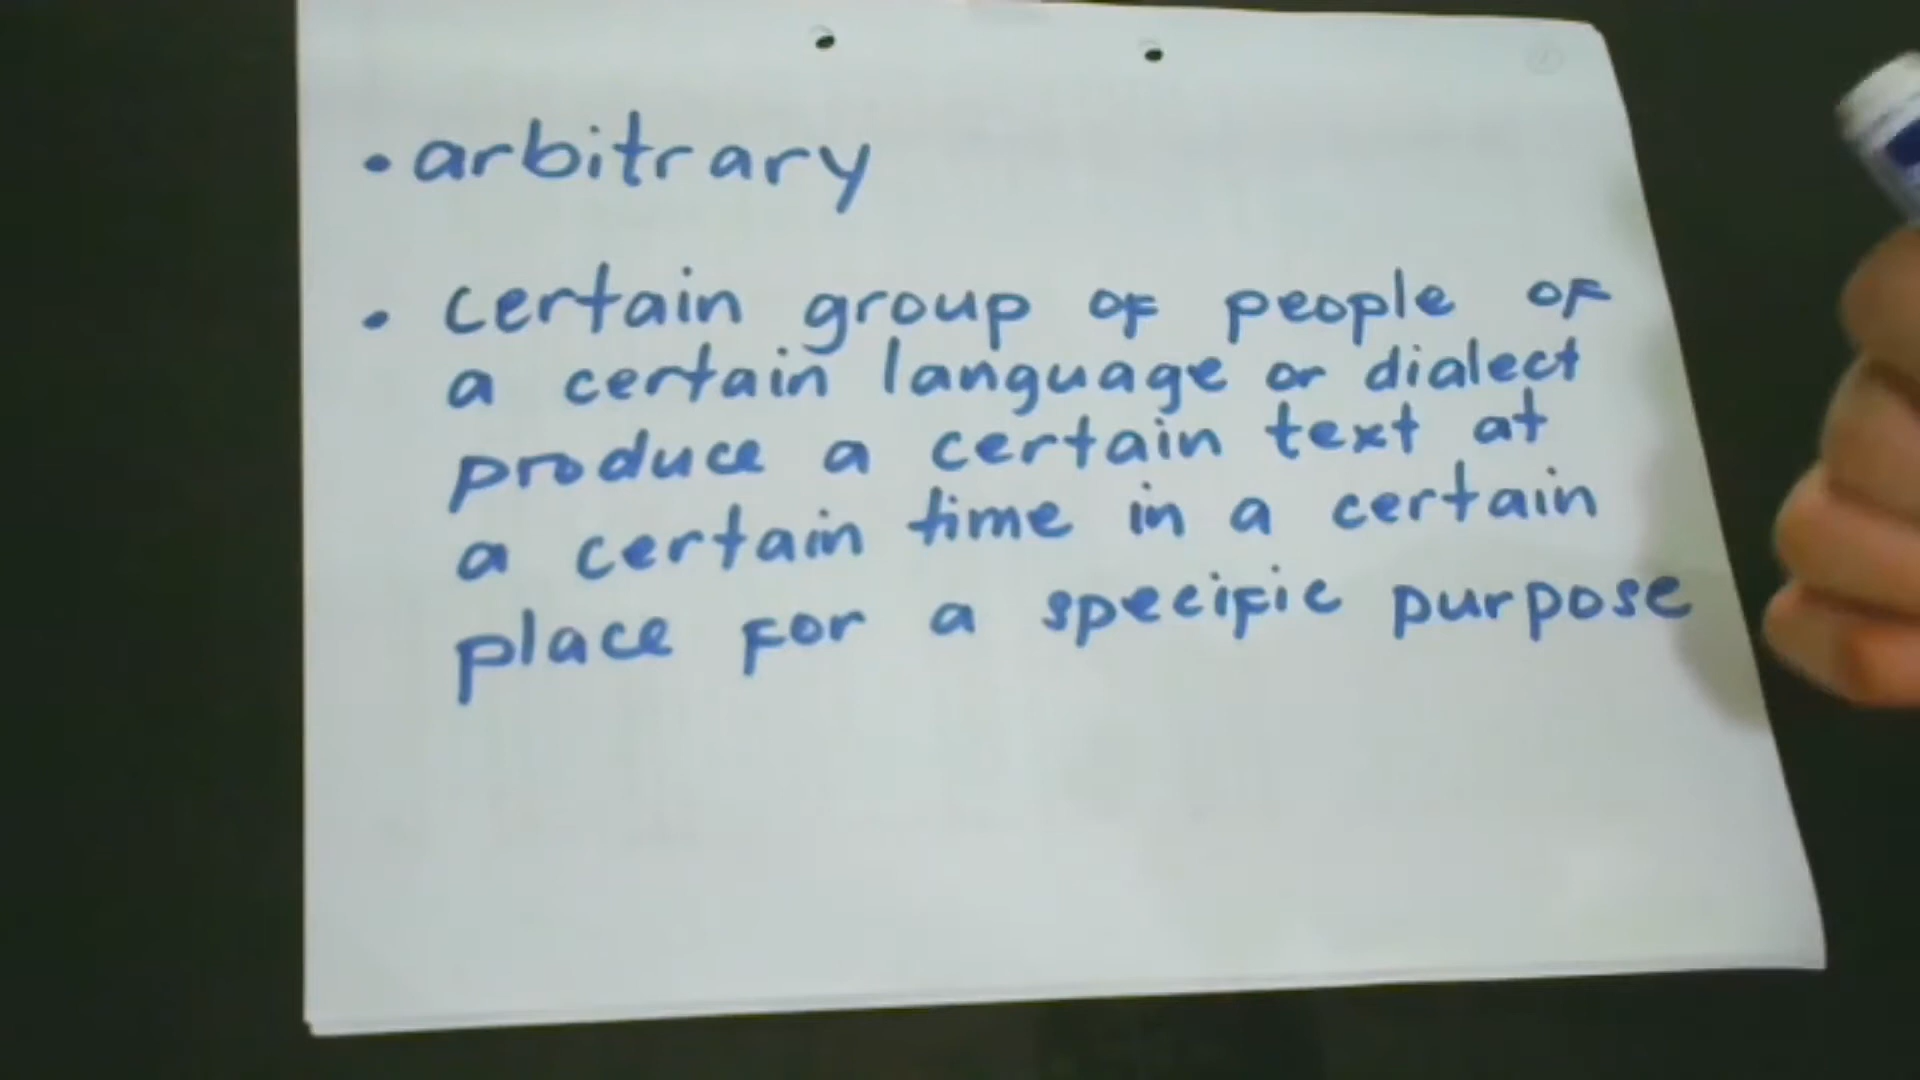 • arbitrary
• certain group of people of
a certain language or dialect
produce a certain text at
a certain time in a certain
place for a specific purpose